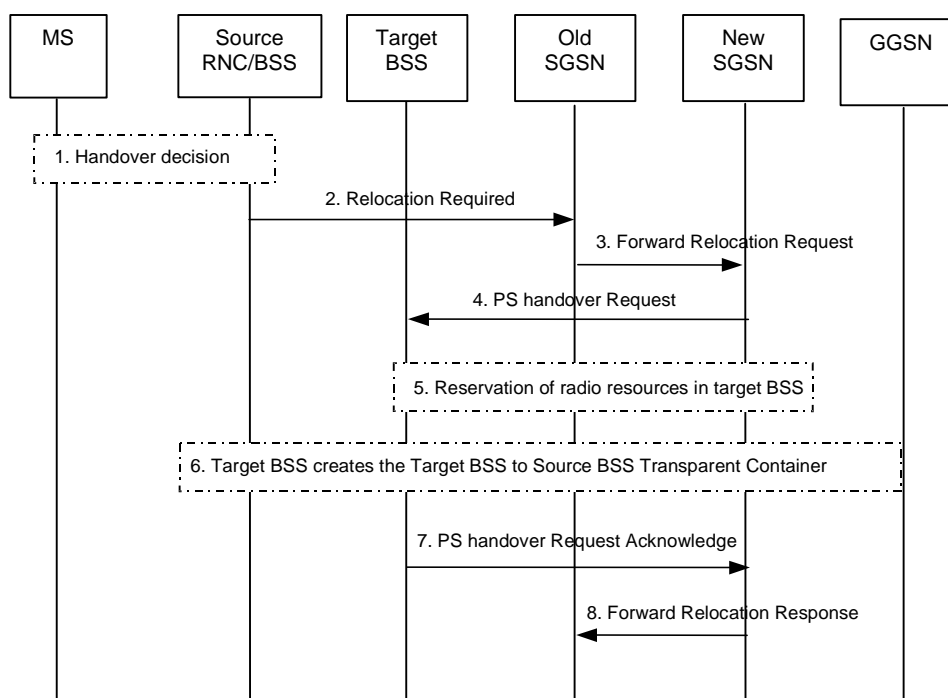 MS
Source
RNC/BSS
Target
BSS
Old
SGSN
New
SGSN
GGSN
1. Handover decision
2. Relocation Required
3. Forward Relocation Request
4. PS handover Request
5. Reservation of radio resources in target BSS
6. Target BSS creates the Target BSS to Source BSS Transparent Container
7. PS handover Request Acknowledge
8. Forward Relocation Response